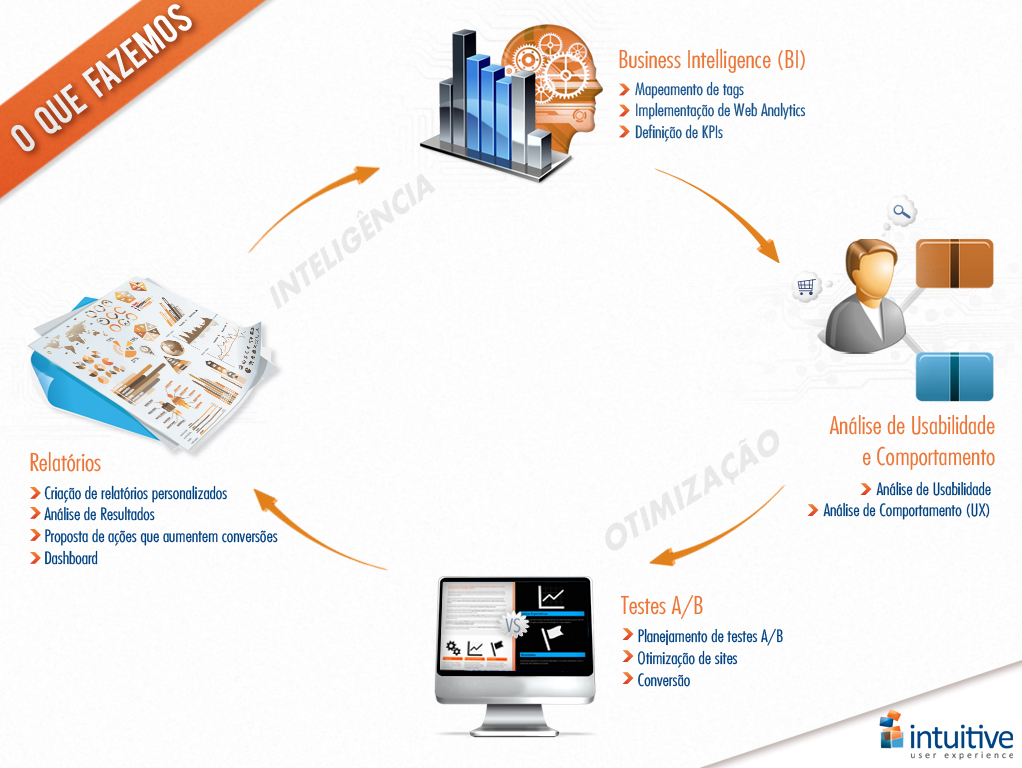 O QUE FAZEMOS
Business Intelligence (BI)
Mapeamento de tags
Implementação de Web Analytics
Definição de KPIs
INTELIGÊNCIA
Análise de Usabilidade
e Comportamento
Análise de Usabilidade
Análise de Comportamento (UX)
OTIMIZAÇÃO
Relatórios
Criação de relatórios personalizados
Análise de Resultados
Proposta de ações que aumentem conversões
Dashboard
VS
Testes A/B
Planejamento de testes A/B
Otimização de sites
Conversão
intuitive
user experience